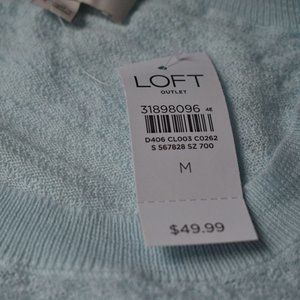 LOFT
OUTLET
31898096 4E
D406 CL003 C0262
S 567828 SZ 700
M
$49.99